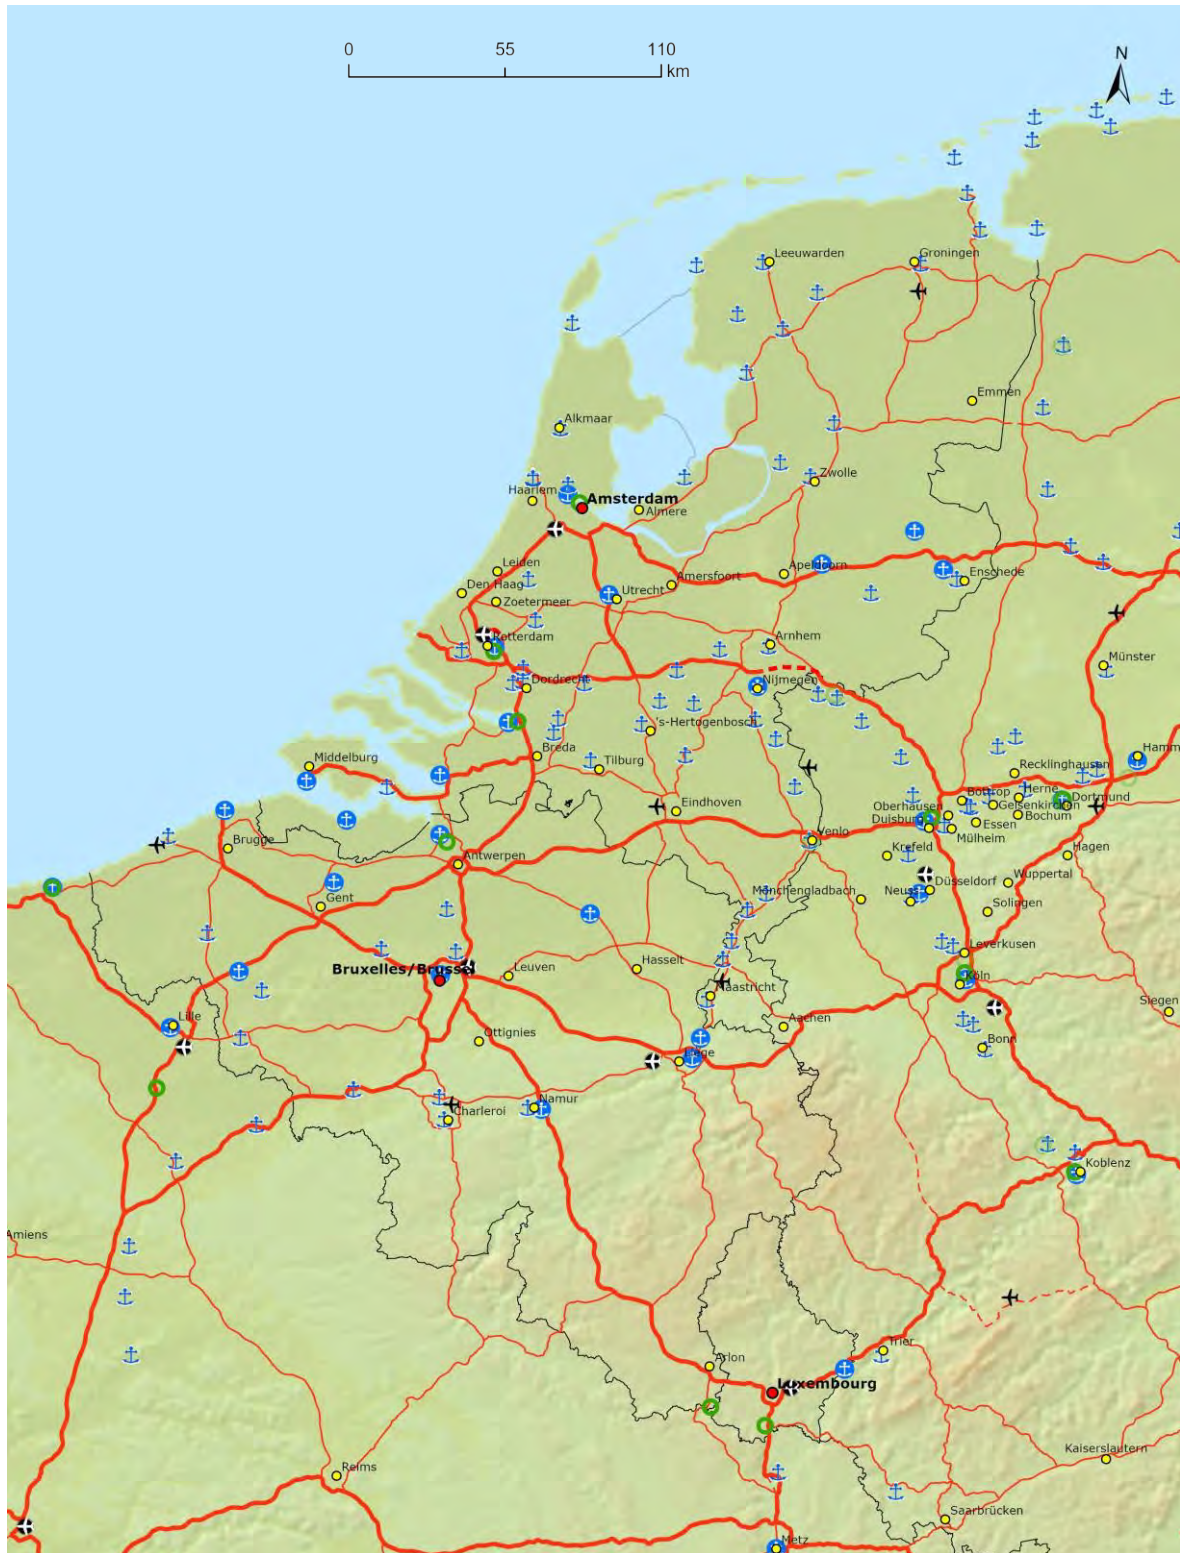 0 55 110
km
N
Leeuwarden
Groningen
Emmen
Alkmaar
Zwolle
Haarlem
Amsterdam
Almere
Leiden
Apeldoorn
Enschede
Amersfoort
Den Haag
Utrecht
Zoetermeer
Rotterdam
Arnhem
Münster
Dordrecht
Nijmegen
's-Hertogenbosch
Middelburg
Breda
Tilburg
Hamm
Recklinghausen
Bottrop
Herne
Dortmund
Eindhoven
Oberhausen
Gelsenkirchen
Duisburg
Essen
Bochum
Brugge
Venlo
Mülheim
Antwerpen
Krefeld
Hagen
Gent
Mönchengladbach
Neuss
Düsseldorf
Wuppertal
Solingen
Leverkusen
Bruxelles/Brussel
Leuven
Hasselt
Köln
Maastricht
Siegen
Lille
Aachen
Ottignies
Bonn
Liège
Charleroi
Namur
Koblenz
Amiens
Trier
Arlon
Luxembourg
Kaiserslautern
Reims
Saarbrücken
Metz